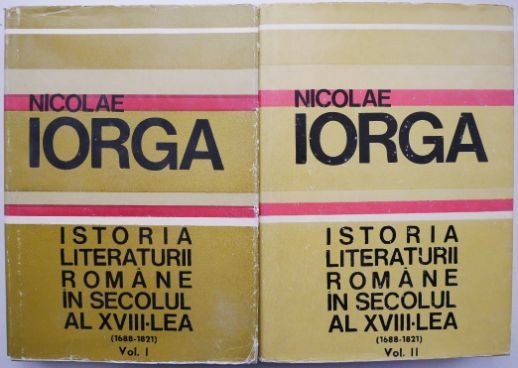 NICOLAE
IORGA
ISTORIA
LITERATURII
ROMÂNE
ÎN SECOLUL
AL XVIII-LEA
(1688-1821)
Vol. I
NICOLAE
IORGA
ISTORIA
LITERATURII
ROMÂNE
ÎN SECOLUL
AL XVIII-LEA
(1688-1821)
Vol. II